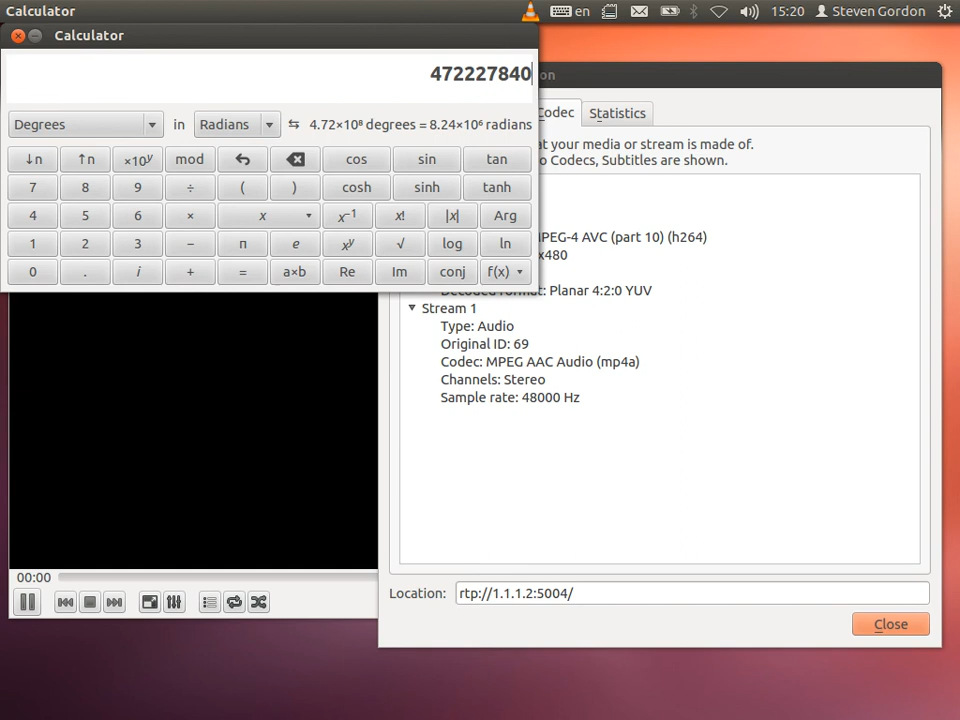 Calculator
en
15:20
Steven Gordon
Calculator
472227840
on
Degrees
in
Radians
4.72×10⁸ degrees = 8.24×10⁶ radians
↓n ↑n ×10ʸ mod cos sin tan
7 8 9 ÷ ( ) cosh sinh tanh
4 5 6 × x x⁻¹ x! |x| Arg
1 2 3 − π e xʸ √ log ln
0 . i + = a×b Re Im conj f(x)
Codec
Statistics
at your media or stream is made of.
o Codecs, Subtitles are shown.
MPEG-4 AVC (part 10) (h264)
x480
Decoded format: Planar 4:2:0 YUV
Stream 1
Type: Audio
Original ID: 69
Codec: MPEG AAC Audio (mp4a)
Channels: Stereo
Sample rate: 48000 Hz
00:00
Location: rtp://1.1.1.2:5004/
Close